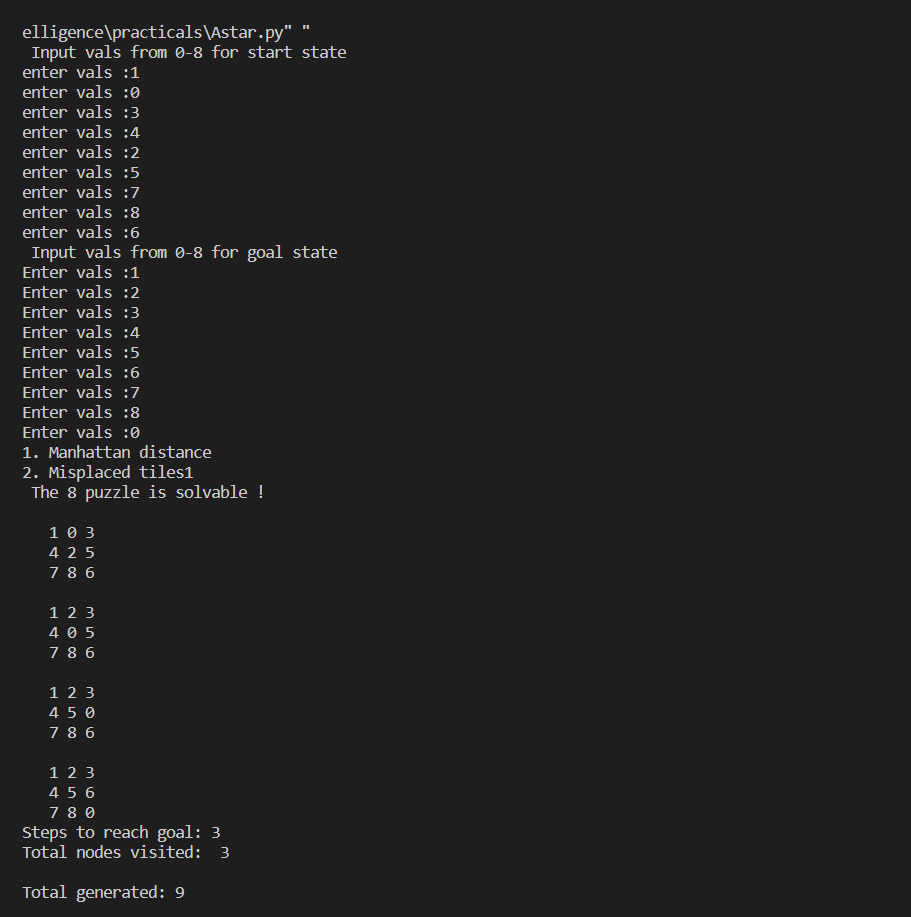 elligence\practicals\Astar.py" "
Input vals from 0-8 for start state
enter vals :1
enter vals :0
enter vals :3
enter vals :4
enter vals :2
enter vals :5
enter vals :7
enter vals :8
enter vals :6
Input vals from 0-8 for goal state
Enter vals :1
Enter vals :2
Enter vals :3
Enter vals :4
Enter vals :5
Enter vals :6
Enter vals :7
Enter vals :8
Enter vals :0
1. Manhattan distance
2. Misplaced tiles1
The 8 puzzle is solvable !
1 0 3
4 2 5
7 8 6
1 2 3
4 0 5
7 8 6
1 2 3
4 5 0
7 8 6
1 2 3
4 5 6
7 8 0
Steps to reach goal: 3
Total nodes visited:  3
Total generated: 9